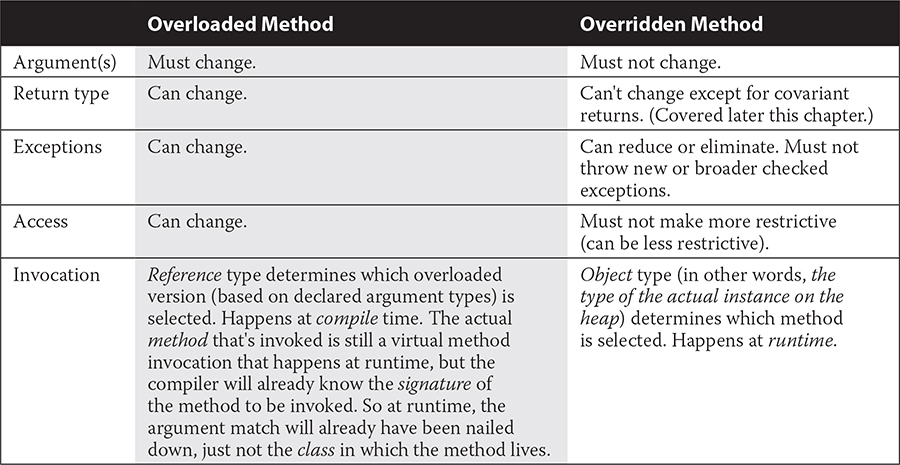 Overloaded Method Overridden Method
Argument(s) Must change. Must not change.
Return type Can change. Can't change except for covariant
returns. (Covered later this chapter.)
Exceptions Can change. Can reduce or eliminate. Must not
throw new or broader checked
exceptions.
Access Can change. Must not make more restrictive
(can be less restrictive).
Invocation Reference type determines which overloaded
version (based on declared argument types) is
selected. Happens at compile time. The actual
method that's invoked is still a virtual method
invocation that happens at runtime, but the
compiler will already know the signature of
the method to be invoked. So at runtime, the
argument match will already have been nailed
down, just not the class in which the method lives.
Object type (in other words, the
type of the actual instance on the
heap) determines which method
is selected. Happens at runtime.